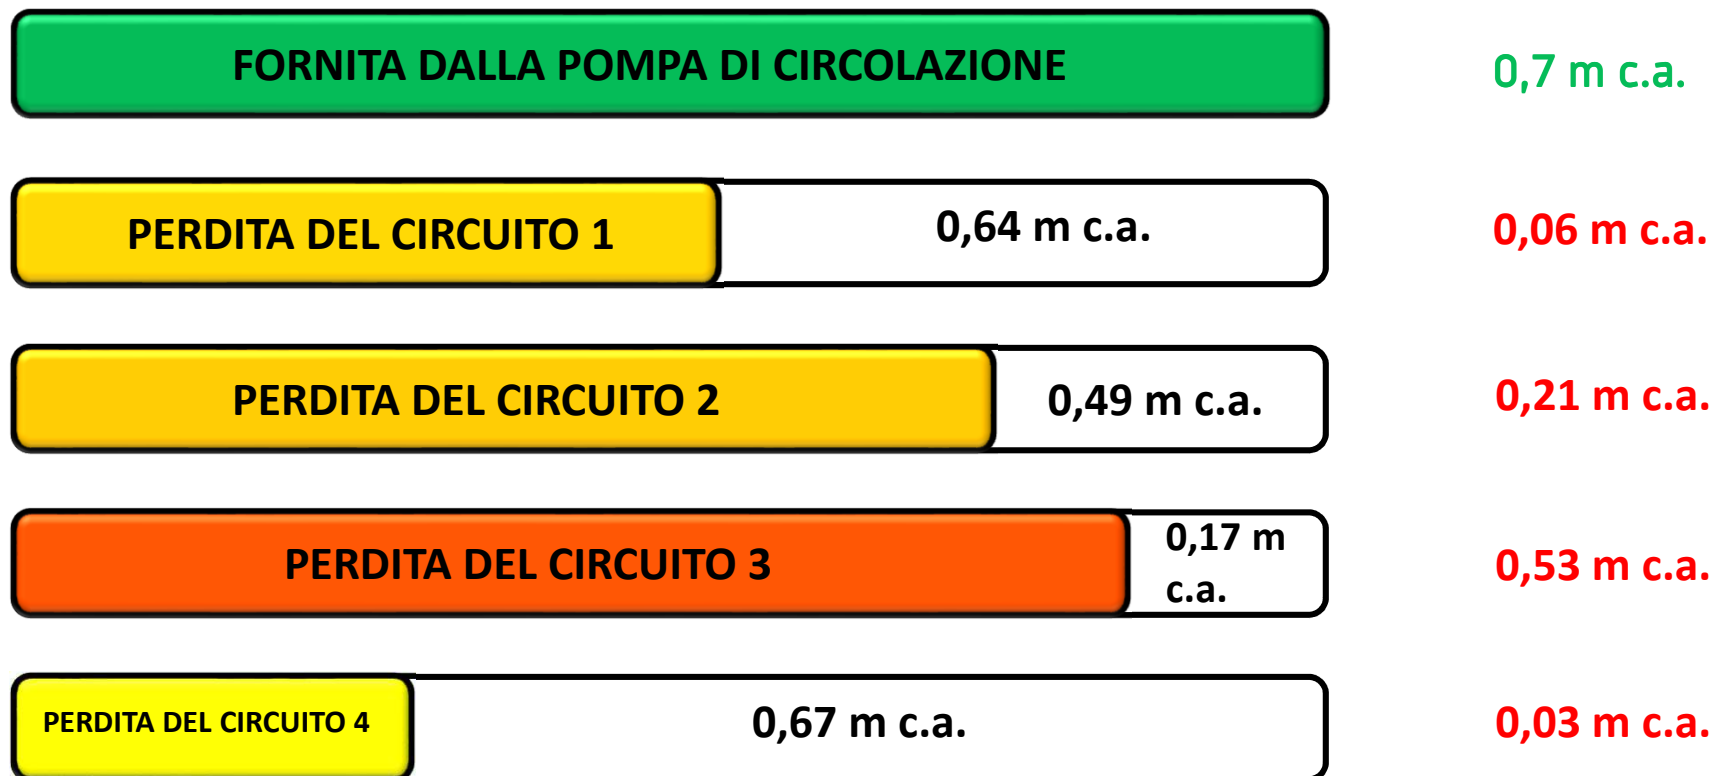 FORNITA DALLA POMPA DI CIRCOLAZIONE 0,7 m c.a.
PERDITA DEL CIRCUITO 1 0,64 m c.a. 0,06 m c.a.
PERDITA DEL CIRCUITO 2 0,49 m c.a. 0,21 m c.a.
PERDITA DEL CIRCUITO 3 0,17 m
c.a. 0,53 m c.a.
PERDITA DEL CIRCUITO 4 0,67 m c.a. 0,03 m c.a.